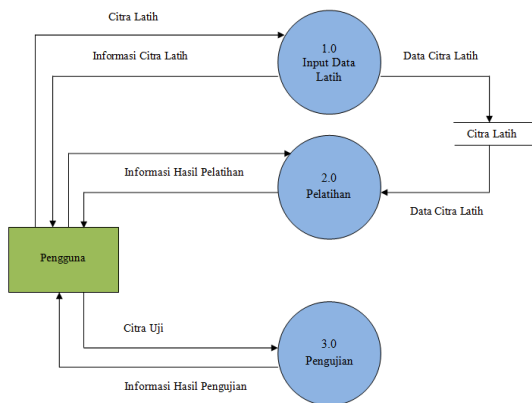 Citra Latih
Informasi Citra Latih
1.0
Input Data
Latih
Data Citra Latih
Citra Latih
Informasi Hasil Pelatihan
2.0
Pelatihan
Data Citra Latih
Pengguna
Citra Uji
3.0
Pengujian
Informasi Hasil Pengujian